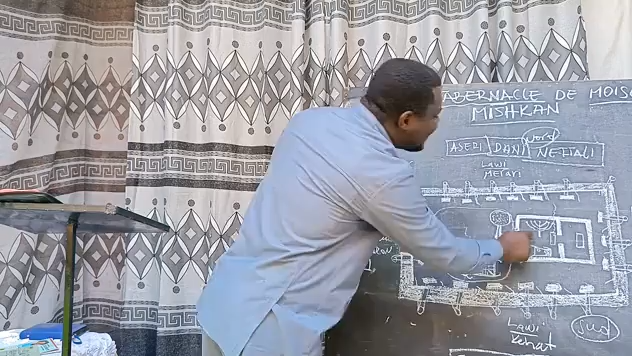 TABERNACLE DE MOISE
MISHKAN
Nord
ASERI DANI NEFTALI
LAWI
MERARI
LAWI
Kehat
Sud